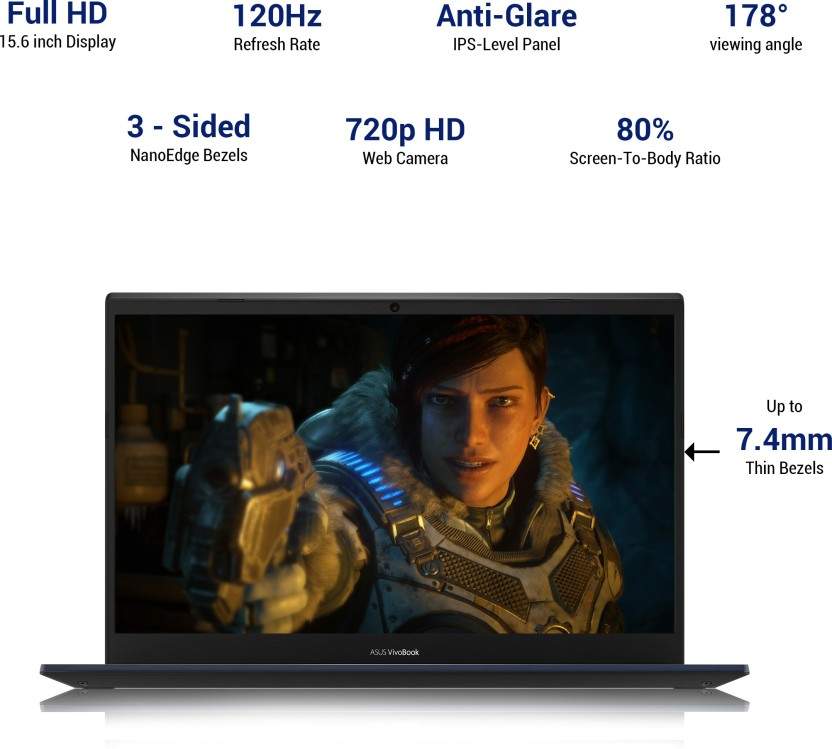 Full HD
15.6 inch Display
120Hz
Refresh Rate
Anti-Glare
IPS-Level Panel
178°
viewing angle
3 - Sided
NanoEdge Bezels
720p HD
Web Camera
80%
Screen-To-Body Ratio
Up to
7.4mm
Thin Bezels
ASUS VivoBook